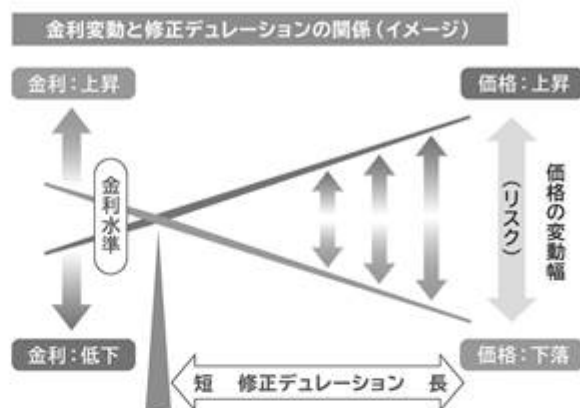 金利変動と修正デュレーションの関係(イメージ)
金利:上昇
価格:上昇
金利水準
価格の変動幅
(リスク)
金利:低下
価格:下落
短 修正デュレーション 長